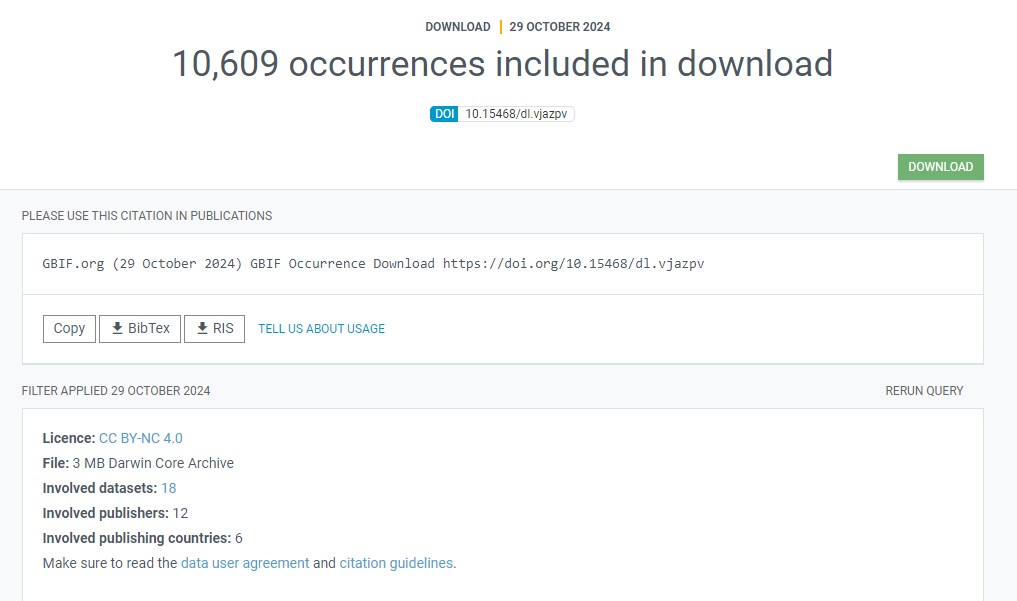 DOWNLOAD | 29 OCTOBER 2024
10,609 occurrences included in download
DOI 10.15468/dl.vjazpv
DOWNLOAD
PLEASE USE THIS CITATION IN PUBLICATIONS
GBIF.org (29 October 2024) GBIF Occurrence Download https://doi.org/10.15468/dl.vjazpv
Copy BibTex RIS TELL US ABOUT USAGE
FILTER APPLIED 29 OCTOBER 2024 RERUN QUERY
Licence: CC BY-NC 4.0
File: 3 MB Darwin Core Archive
Involved datasets: 18
Involved publishers: 12
Involved publishing countries: 6
Make sure to read the data user agreement and citation guidelines.